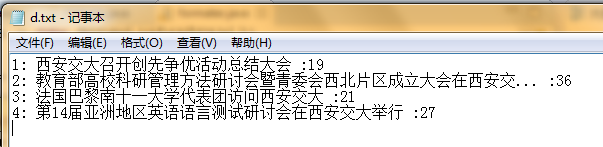 d.txt - 记事本
文件(F) 编辑(E) 格式(O) 查看(V) 帮助(H)
1: 西安交大召开创先争优活动总结大会 :19
2: 教育部高校科研管理方法研讨会暨青委会西北片区成立大会在西安交... :36
3: 法国巴黎南十一大学代表团访问西安交大 :21
4: 第14届亚洲地区英语语言测试研讨会在西安交大举行 :27